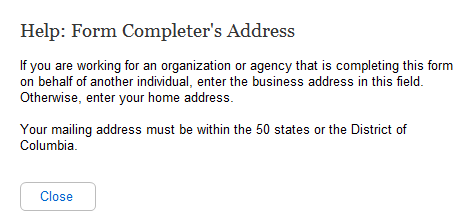 Help: Form Completer's Address
If you are working for an organization or agency that is completing this form
on behalf of another individual, enter the business address in this field.
Otherwise, enter your home address.
Your mailing address must be within the 50 states or the District of
Columbia.
Close